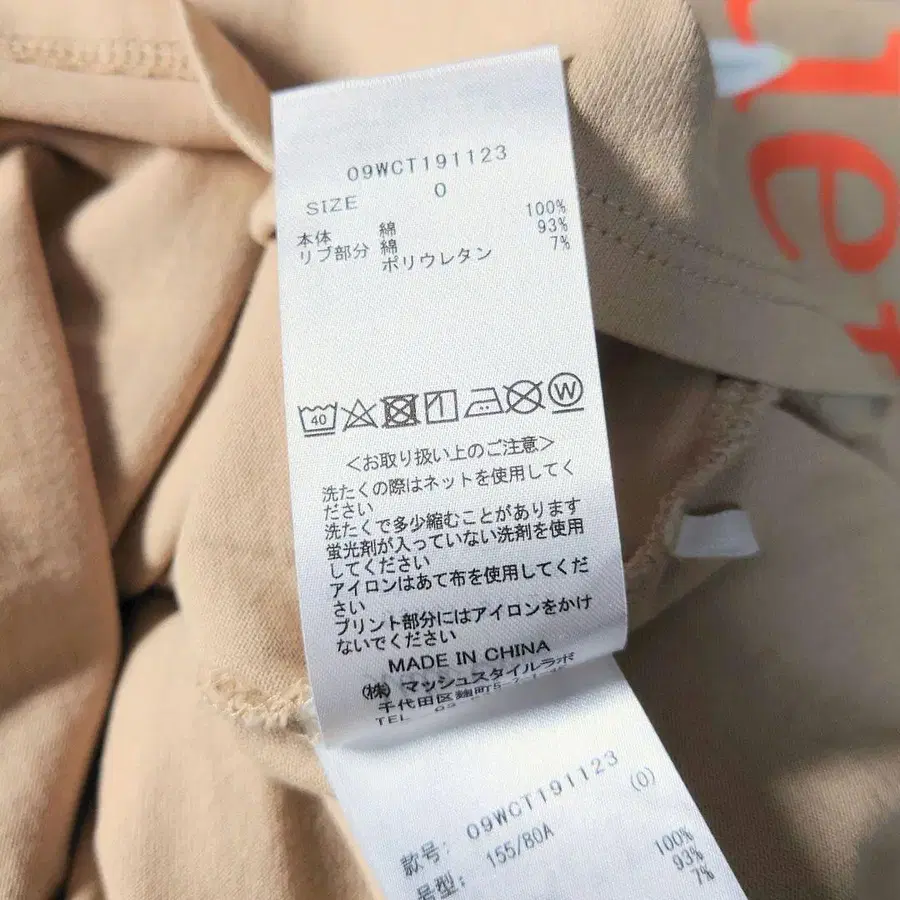 09WCT191123
SIZE 0
本体 綿 100%
リブ部分 綿 93%
ポリウレタン 7%
40
W
<お取り扱い上のご注意>
洗たくの際はネットを使用してく
ださい
洗たくで多少縮むことがあります
蛍光剤が入っていない洗剤を使用
してください
アイロンはあて布を使用してくだ
さい
プリント部分にはアイロンをかけ
ないでください
MADE IN CHINA
(株) マッシュスタイルラボ
千代田区麹町
TEL
款号: 09WCT191123 (0)
号型: 155/80A
100%
93%
7%